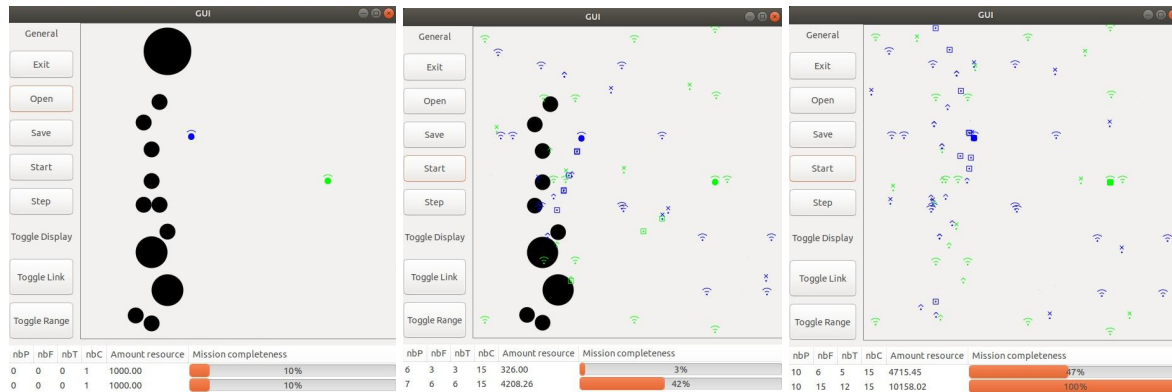 GUI
General
Exit
Open
Save
Start
Step
Toggle Display
Toggle Link
Toggle Range
nbP nbF nbT nbC Amount resource Mission completeness
0 0 0 1 1000.00 10%
0 0 0 1 1000.00 10%
GUI
General
Exit
Open
Save
Start
Step
Toggle Display
Toggle Link
Toggle Range
nbP nbF nbT nbC Amount resource Mission completeness
6 3 3 15 326.00 3%
7 6 6 15 4208.26 42%
GUI
General
Exit
Open
Save
Start
Step
Toggle Display
Toggle Link
Toggle Range
nbP nbF nbT nbC Amount resource Mission completeness
10 6 5 15 4715.45 47%
10 15 12 15 10158.02 100%